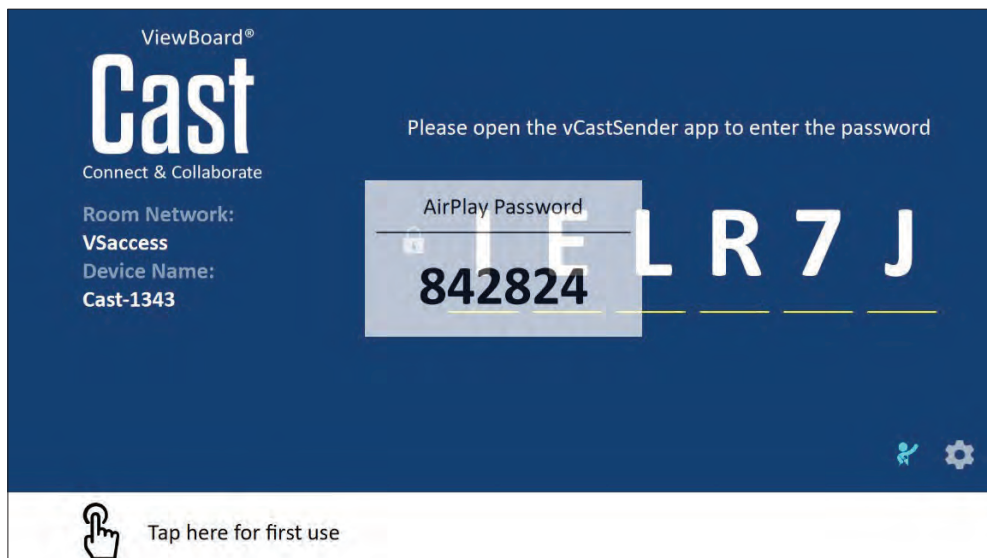 ViewBoard®
Cast
Connect & Collaborate
Room Network:
VSaccess
Device Name:
Cast-1343
Please open the vCastSender app to enter the password
AirPlay Password
842824
E L R 7 J
Tap here for first use